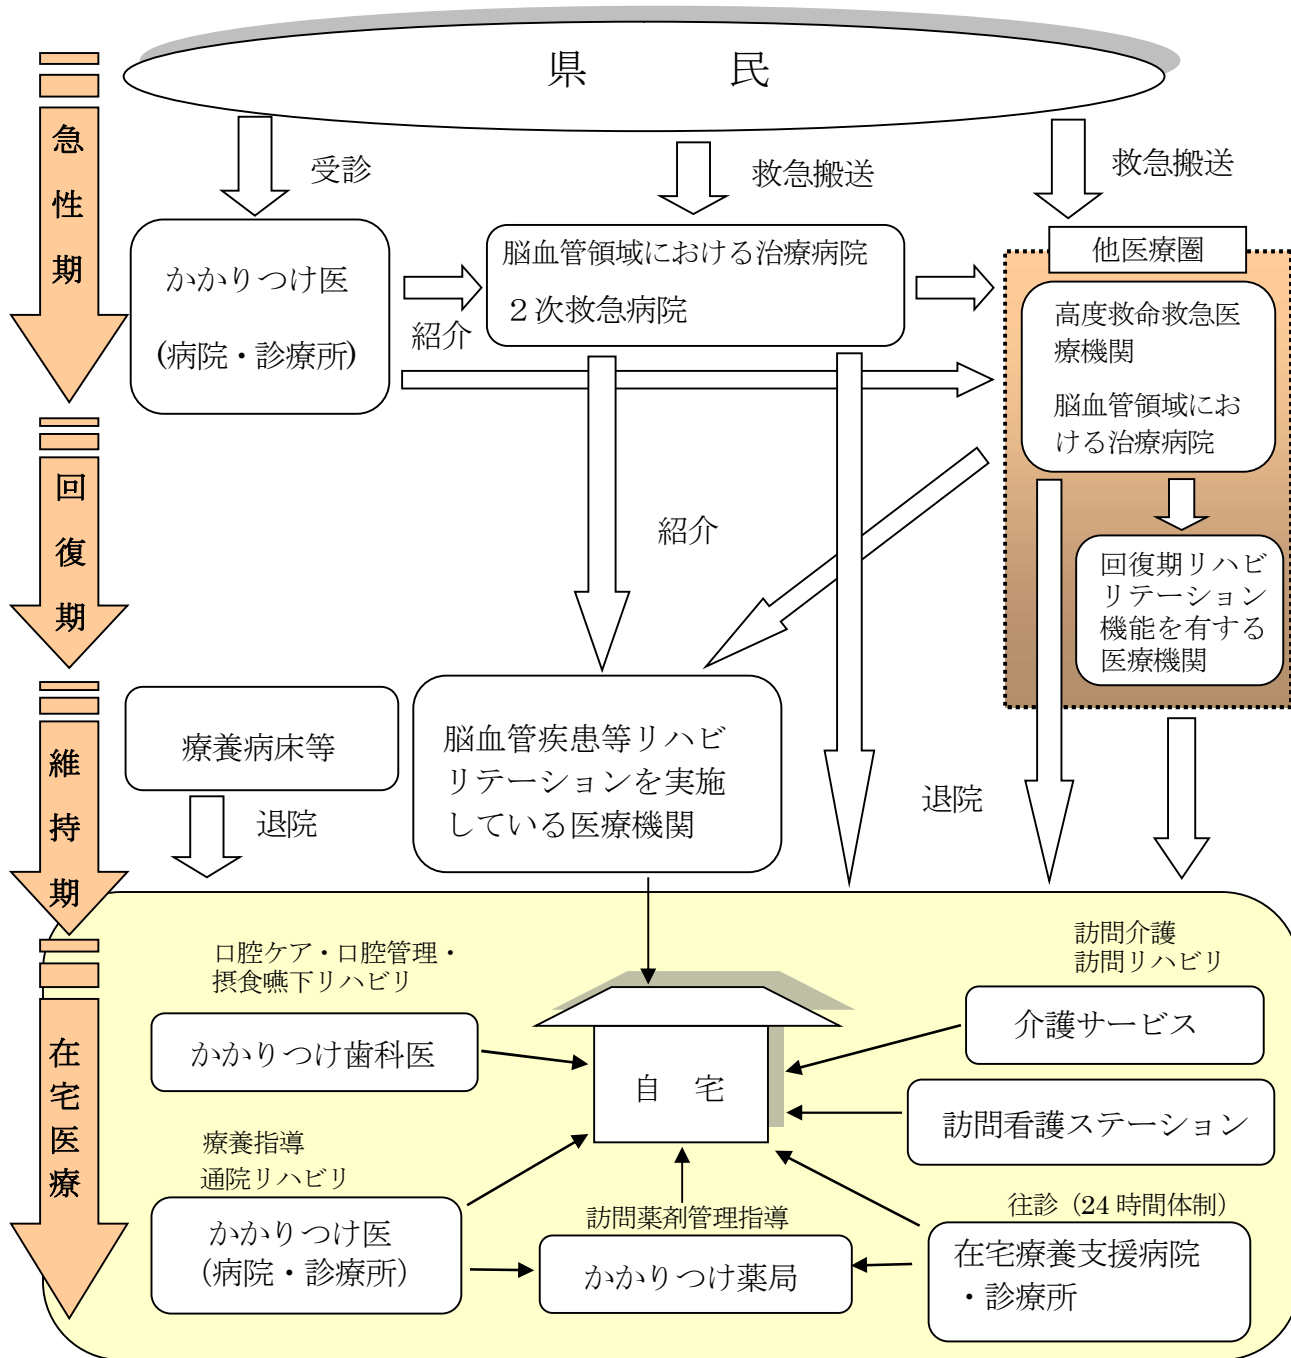 県　民
急性期
受診
救急搬送
救急搬送
かかりつけ医
(病院・診療所)
紹介
脳血管領域における治療病院
２次救急病院
他医療圏
高度救命救急医
療機関
脳血管領域にお
ける治療病院
回復期
紹介
回復期リハビ
リテーション
機能を有する
医療機関
維持期
療養病床等
退院
脳血管疾患等リハビ
リテーションを実施
している医療機関
退院
在宅医療
口腔ケア・口腔管理・
摂食嚥下リハビリ
かかりつけ歯科医
自　宅
訪問介護
訪問リハビリ
介護サービス
訪問看護ステーション
療養指導
通院リハビリ
かかりつけ医
(病院・診療所)
訪問薬剤管理指導
かかりつけ薬局
往診（24 時間体制）
在宅療養支援病院
・診療所